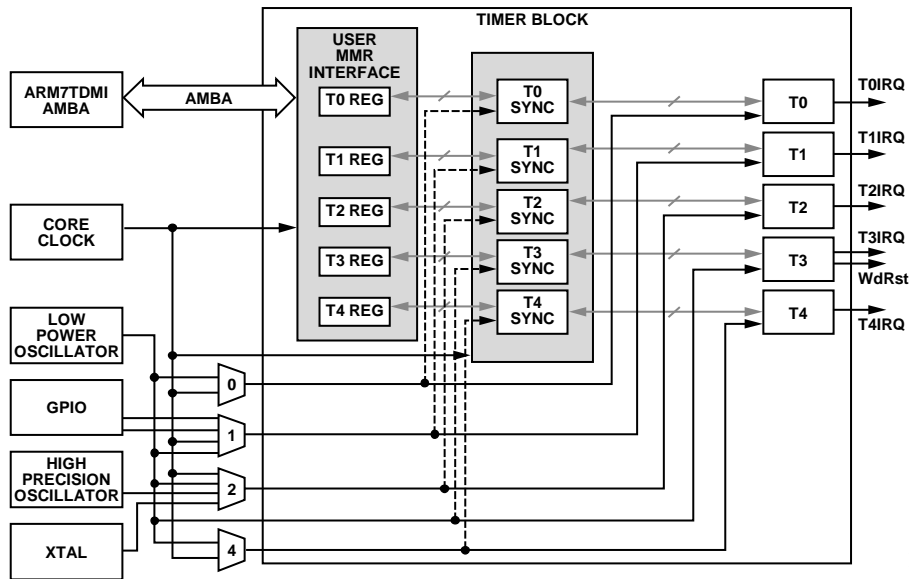 TIMER BLOCK
USER
MMR
INTERFACE
ARM7TDMI
AMBA
AMBA
T0 REG
T0
SYNC
T0
T0IRQ
T1 REG
T1
SYNC
T1
T1IRQ
CORE
CLOCK
T2 REG
T2
SYNC
T2
T2IRQ
T3 REG
T3
SYNC
T3
T3IRQ
WdRst
LOW
POWER
OSCILLATOR
T4 REG
T4
SYNC
T4
T4IRQ
0
GPIO
1
HIGH
PRECISION
OSCILLATOR
2
XTAL
4